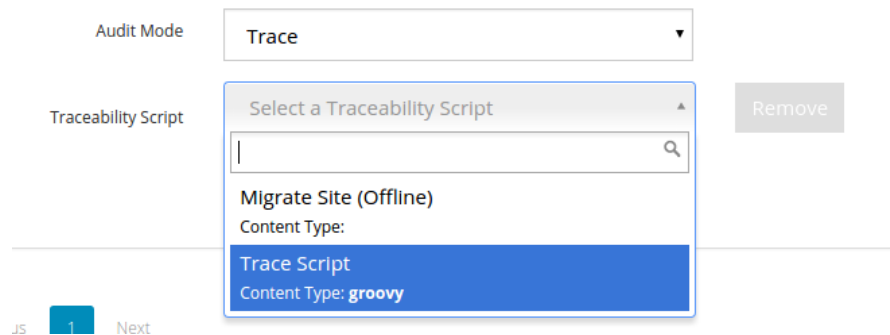 Audit Mode
Trace
Traceability Script
Select a Traceability Script
Remove
Migrate Site (Offline)
Content Type:
Trace Script
Content Type: groovy
us 1 Next